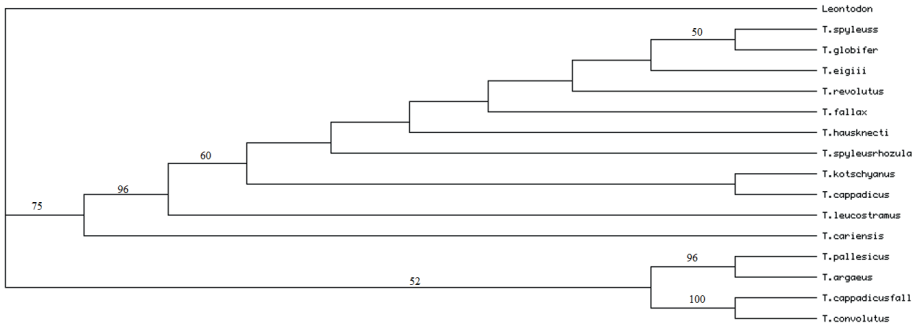 Leontodon
50
T.spyleuss
T.globifer
T.eigiii
T.revolutus
T.fallax
T.hausknecti
T.spyleusrhozula
60
T.kotschyanus
T.cappadicus
96
T.leucostramus
75
T.cariensis
96
T.pallesicus
T.argaeus
52
100
T.cappadicusfall
T.convolutus